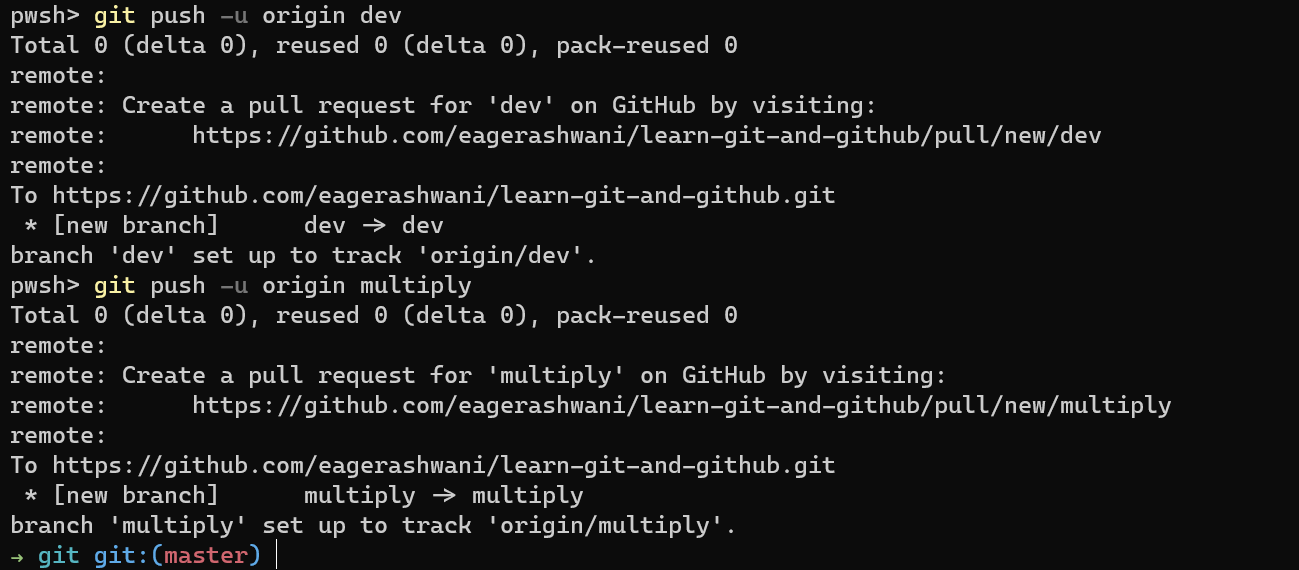 pwsh> git push -u origin dev
Total 0 (delta 0), reused 0 (delta 0), pack-reused 0
remote:
remote: Create a pull request for 'dev' on GitHub by visiting:
remote:      https://github.com/eagerashwani/learn-git-and-github/pull/new/dev
remote:
To https://github.com/eagerashwani/learn-git-and-github.git
 * [new branch]      dev -> dev
branch 'dev' set up to track 'origin/dev'.
pwsh> git push -u origin multiply
Total 0 (delta 0), reused 0 (delta 0), pack-reused 0
remote:
remote: Create a pull request for 'multiply' on GitHub by visiting:
remote:      https://github.com/eagerashwani/learn-git-and-github/pull/new/multiply
remote:
To https://github.com/eagerashwani/learn-git-and-github.git
 * [new branch]      multiply -> multiply
branch 'multiply' set up to track 'origin/multiply'.
→ git git:(master)